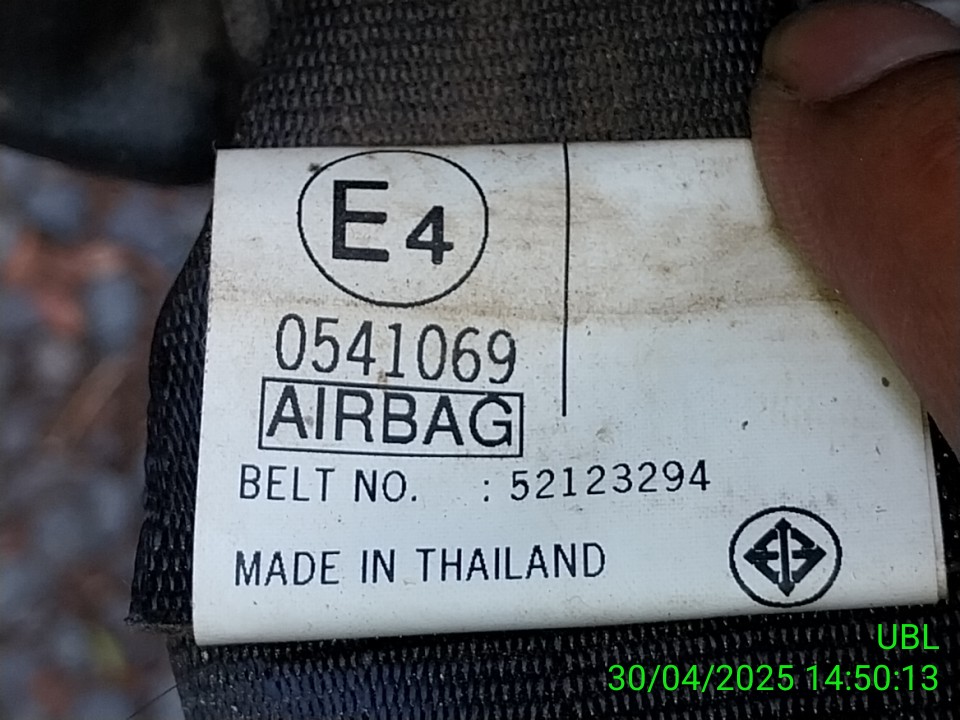 E4
0541069
AIRBAG
BELT NO. : 52123294
MADE IN THAILAND
UBL
30/04/2025 14:50:13